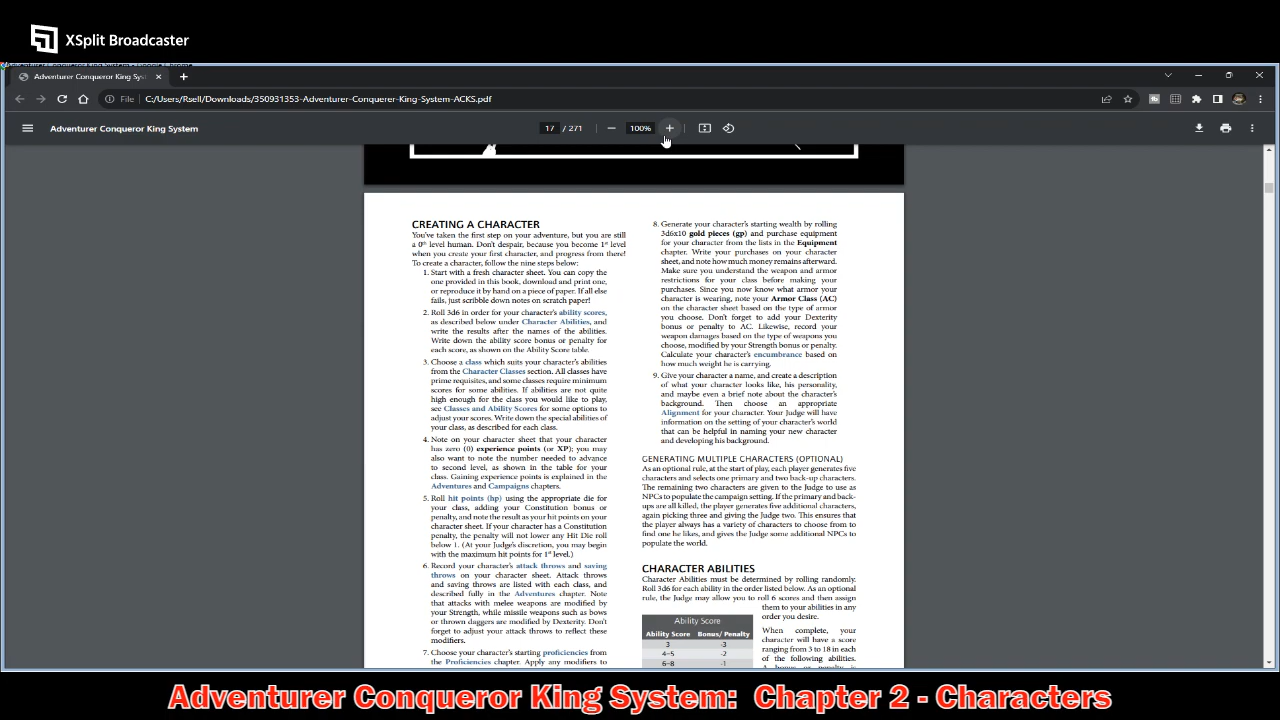 XSplit Broadcaster
Adventurer Conqueror King Sys
File
C:/Users/Rsell/Downloads/350931353-Adventurer-Conquerer-King-System-ACKS.pdf
Adventurer Conqueror King System
17 / 271
100%
CREATING A CHARACTER
You've taken the first step on your adventure, but you are still
a 0th level human. Don't despair, because you become 1st level
when you create your first character, and progress from there!
To create a character, follow the nine steps below:
1. Start with a fresh character sheet. You can copy the
one provided in this book, download and print one,
or reproduce it by hand on a piece of paper. If all else
fails, just scribble down notes on scratch paper!
2. Roll 3d6 in order for your character's ability scores,
as described below under Character Abilities, and
write the results after the names of the abilities.
Write down the ability score bonus or penalty for
each score, as shown on the Ability Score table.
3. Choose a class which suits your character's abilities
from the Character Classes section. All classes have
prime requisites, and some classes require minimum
scores for some abilities. If abilities are not quite
high enough for the class you would like to play,
see Classes and Ability Scores for some options to
adjust your scores. Write down the special abilities of
your class, as described for each class.
4. Note on your character sheet that your character
has zero (0) experience points (or XP); you may
also want to note the number needed to advance
to second level, as shown in the table for your
class. Gaining experience points is explained in the
Adventures and Campaigns chapters.
5. Roll hit points (hp) using the appropriate die for
your class, adding your Constitution bonus or
penalty, and note the result as your hit points on your
character sheet. If your character has a Constitution
penalty, the penalty will not lower any Hit Die roll
below 1. (At your Judge's discretion, you may begin
with the maximum hit points for 1st level.)
6. Record your character's attack throws and saving
throws on your character sheet. Attack throws
and saving throws are listed with each class, and
described fully in the Adventures chapter. Note
that attacks with melee weapons are modified by
your Strength, while missile weapons such as bows
or thrown daggers are modified by Dexterity. Don't
forget to adjust your attack throws to reflect these
modifiers.
7. Choose your character's starting proficiencies from
the Proficiencies chapter. Apply any modifiers to
8. Generate your character's starting wealth by rolling
3d6x10 gold pieces (gp) and purchase equipment
for your character from the lists in the Equipment
chapter. Write your purchases on your character
sheet, and note how much money remains afterward.
Make sure you understand the weapon and armor
restrictions for your class before making your
purchases. Since you now know what armor your
character is wearing, note your Armor Class (AC)
on the character sheet based on the type of armor
you choose. Don't forget to add your Dexterity
bonus or penalty to AC. Likewise, record your
weapon damages based on the type of weapons you
choose, modified by your Strength bonus or penalty.
Calculate your character's encumbrance based on
how much weight he is carrying.
9. Give your character a name, and create a description
of what your character looks like, his personality,
and maybe even a brief note about the character's
background. Then choose an appropriate
Alignment for your character. Your Judge will have
information on the setting of your character's world
that can be helpful in naming your new character
and developing his background.
GENERATING MULTIPLE CHARACTERS (OPTIONAL)
As an optional rule, at the start of play, each player generates five
characters and selects one primary and two back-up characters.
The remaining two characters are given to the Judge to use as
NPCs to populate the campaign setting. If the primary and back-
ups are all killed, the player generates five additional characters,
again picking three and giving the Judge two. This ensures that
the player always has a variety of characters to choose from to
find one he likes, and gives the Judge some additional NPCs to
populate the world.
CHARACTER ABILITIES
Character Abilities must be determined by rolling randomly.
Roll 3d6 for each ability in the order listed below. As an optional
rule, the Judge may allow you to roll 6 scores and then assign
them to your abilities in any
order you desire.
When complete, your
character will have a score
ranging from 3 to 18 in each
of the following abilities.
Ability Score
Ability Score Bonus/ Penalty
3 -3
4–5 -2
6–8 -1
Adventurer Conqueror King System: Chapter 2 - Characters